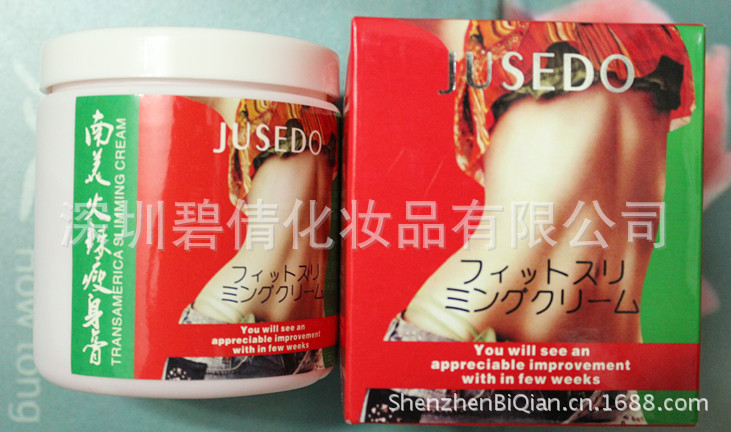 南美火辣瘦身膏
TRANSAMERICA SLIMMING CREAM
JUSEDO
フィットスリ
ミングクリーム
You will see an
appreciable improvement
with in few weeks
JUSEDO
フィットスリ
ミングクリーム
You will see an
appreciable improvement
with in few weeks
深圳碧倩化妆品有限公司
ShenzhenBiQian.cn.1688.com